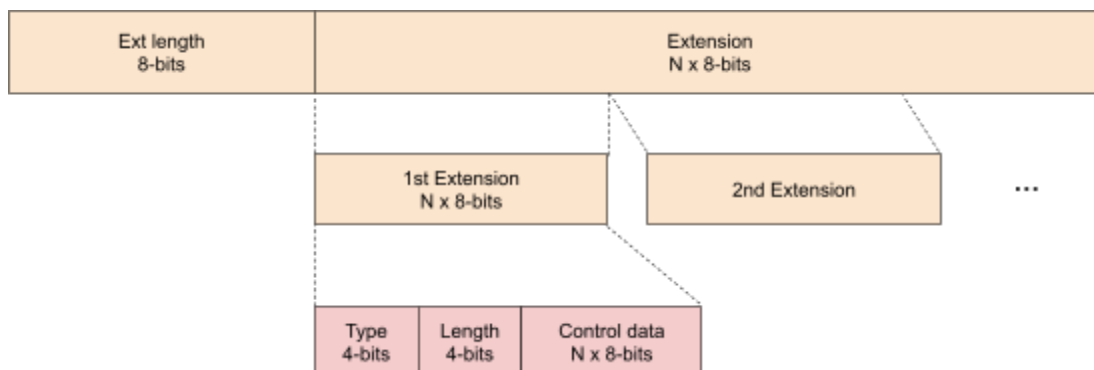 Ext length
8-bits
Extension
N x 8-bits
1st Extension
N x 8-bits
2nd Extension
...
Type
4-bits
Length
4-bits
Control data
N x 8-bits